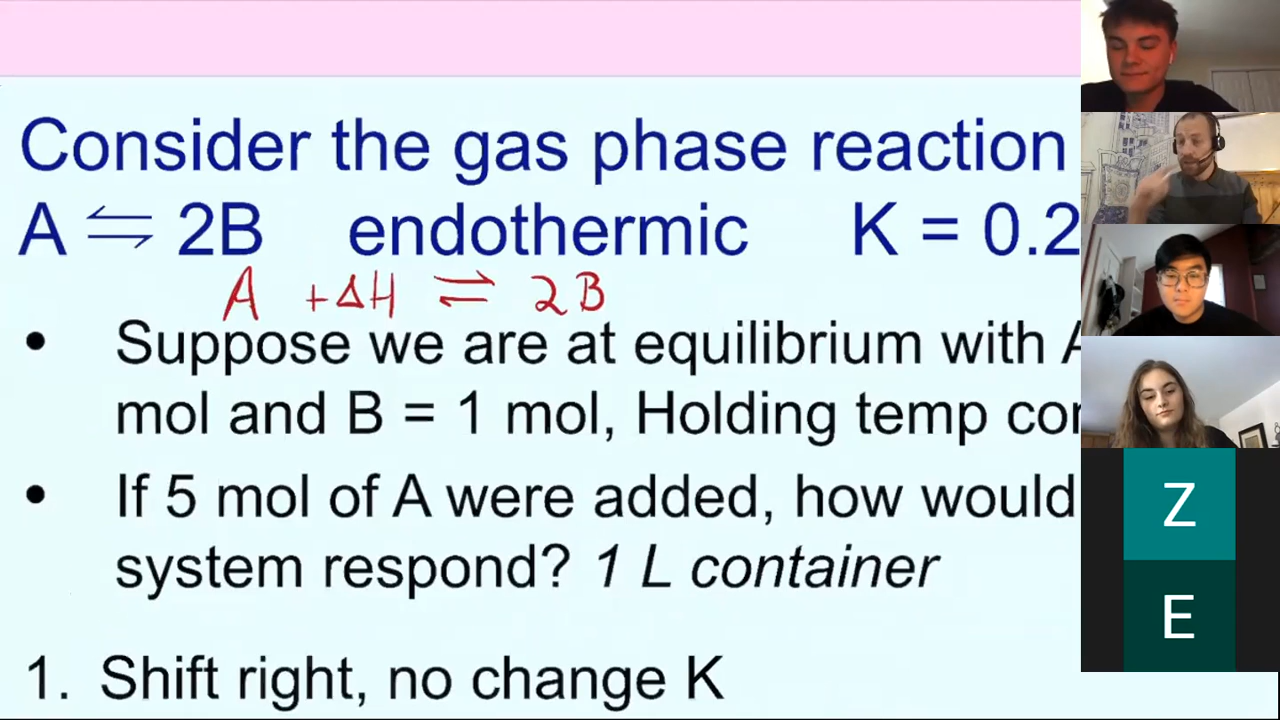 Consider the gas phase reaction
A ⇌ 2B endothermic K = 0.2
A + ΔH ⇌ 2B
• Suppose we are at equilibrium with A
mol and B = 1 mol, Holding temp con
• If 5 mol of A were added, how would
system respond? 1 L container
1. Shift right, no change K
Z
E